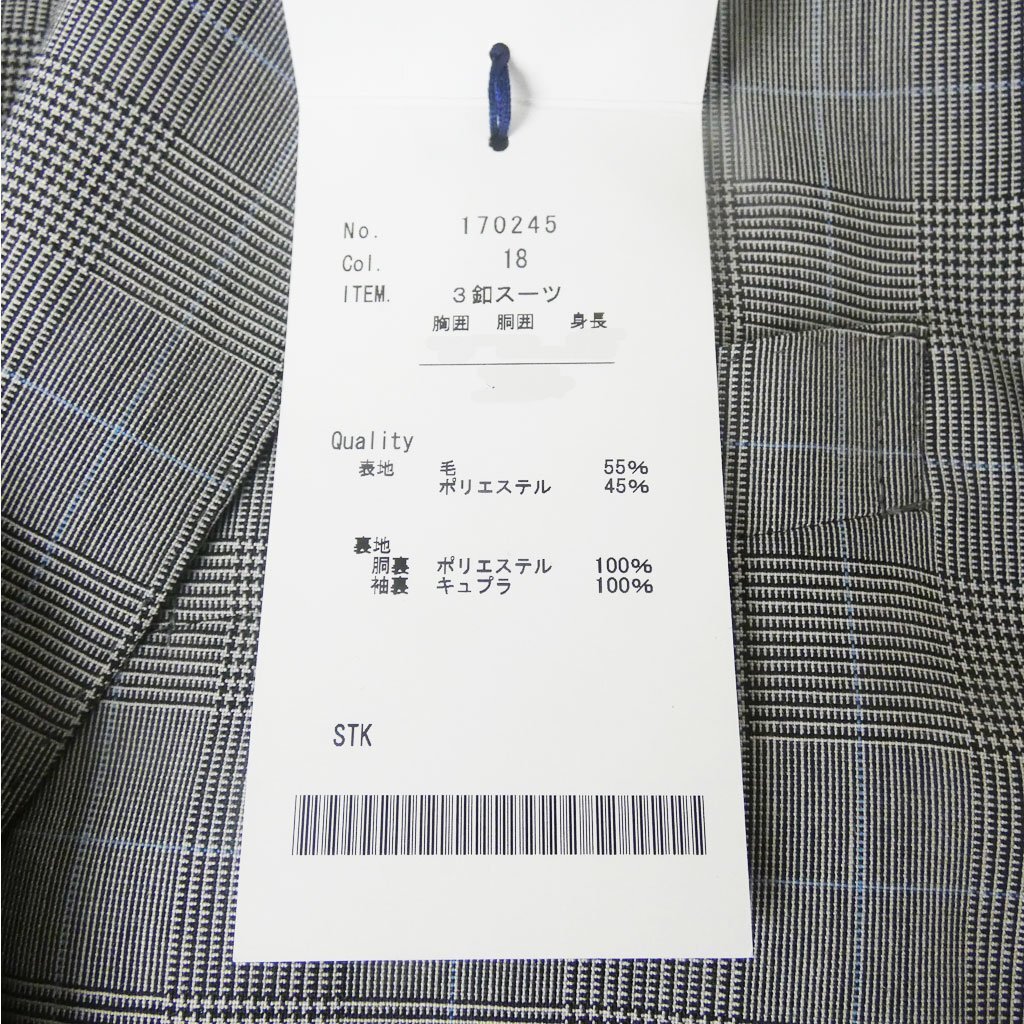 No. 170245
Col. 18
ITEM. 3釦スーツ
胸囲 胴囲 身長
Quality
表地 毛 55%
ポリエステル 45%
裏地
胴裏 ポリエステル 100%
袖裏 キュプラ 100%
STK